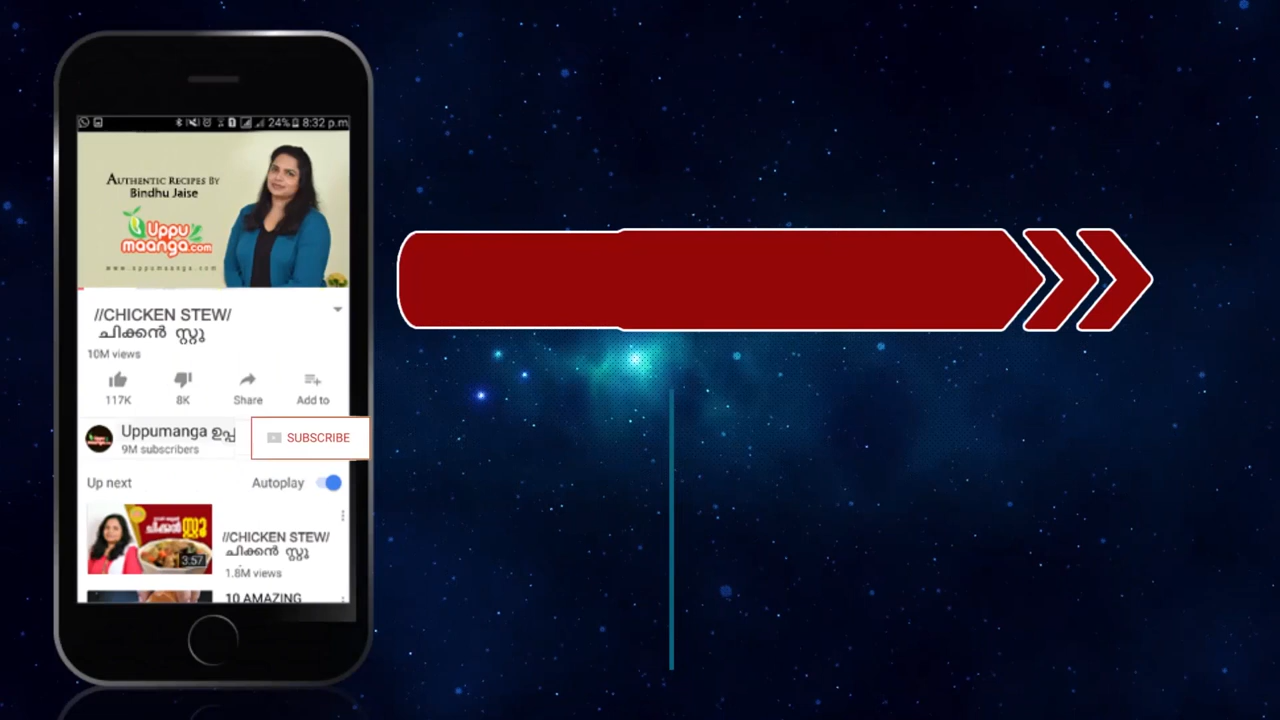 24% 8:32 p.m
AUTHENTIC RECIPES BY
Bindhu Jaise
Uppu
maanga.com
www.uppumaanga.com
//CHICKEN STEW/
ചിക്കൻ സ്റ്റൂ
10M views
117K 8K Share Add to
Uppumanga ഉപ്പ
9M subscribers
SUBSCRIBE
Up next Autoplay
ചിക്കൻ സ്റ്റൂ
3.57
//CHICKEN STEW/
ചിക്കൻ സ്റ്റൂ
1.8M views
10 AMAZING